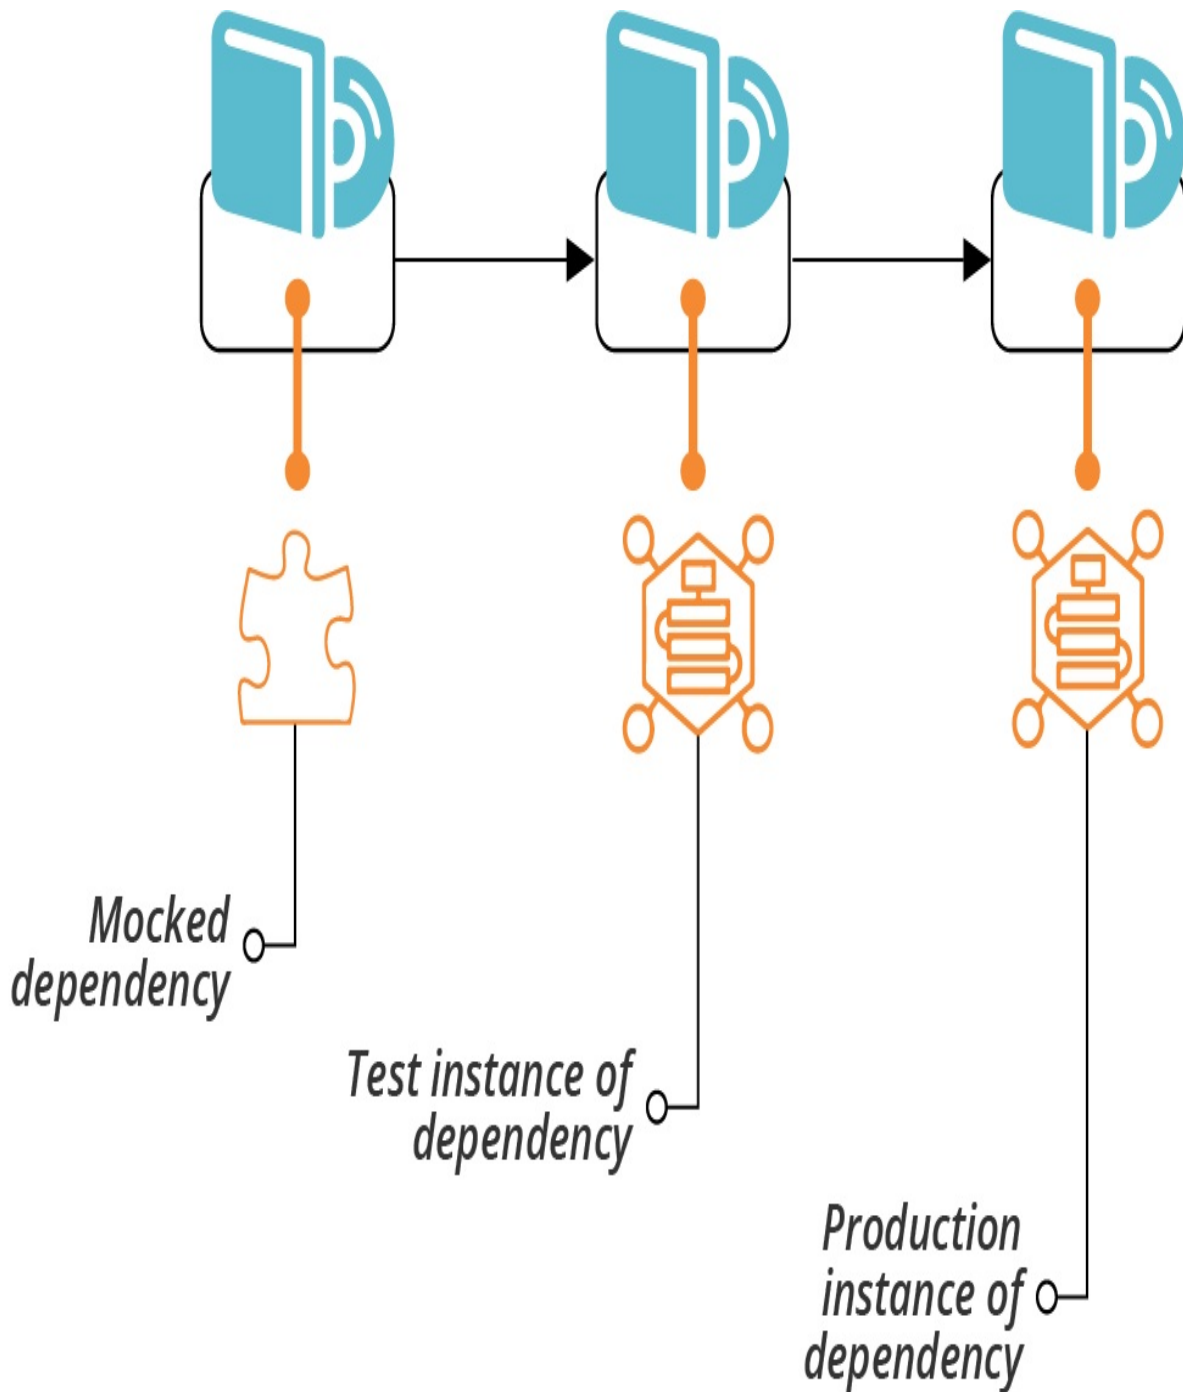 Mocked
dependency
Test instance of
dependency
Production
instance of
dependency